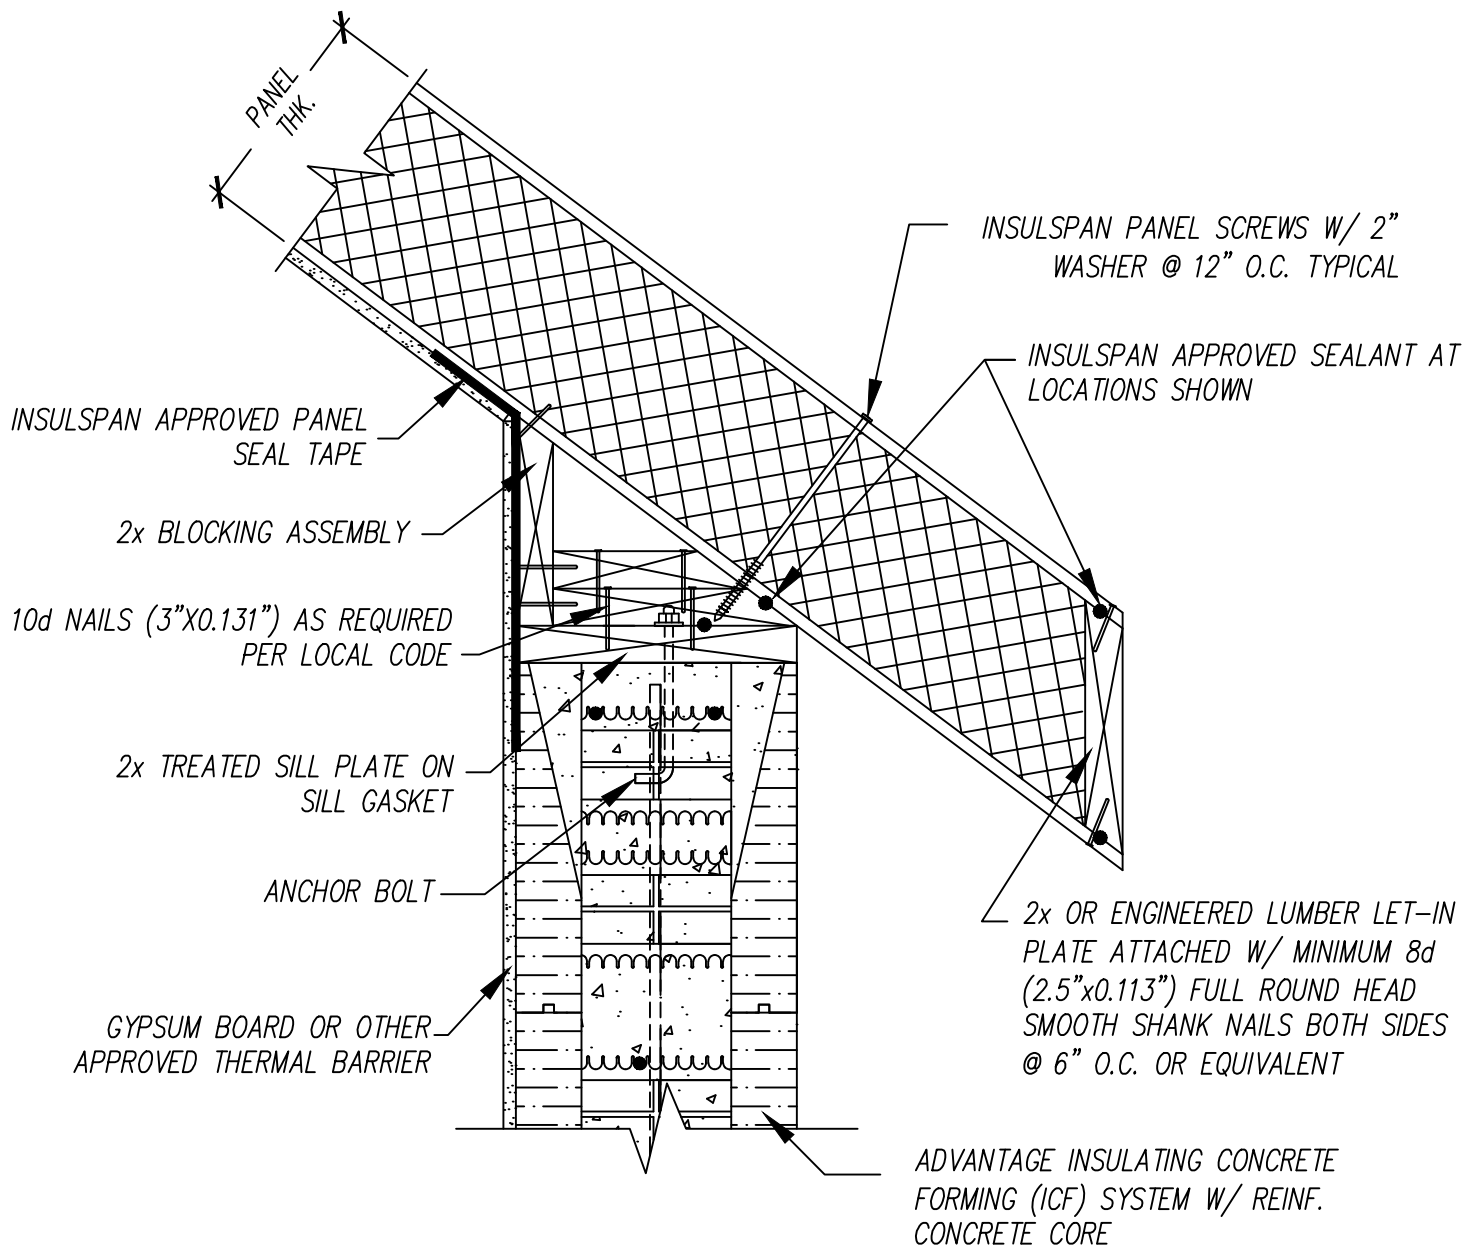 PANEL
THK.
INSULSPAN PANEL SCREWS W/ 2”
WASHER @ 12” O.C. TYPICAL
INSULSPAN APPROVED SEALANT AT
LOCATIONS SHOWN
INSULSPAN APPROVED PANEL
SEAL TAPE
2x BLOCKING ASSEMBLY
10d NAILS (3”X0.131”) AS REQUIRED
PER LOCAL CODE
2x TREATED SILL PLATE ON
SILL GASKET
ANCHOR BOLT
2x OR ENGINEERED LUMBER LET-IN
PLATE ATTACHED W/ MINIMUM 8d
(2.5”x0.113”) FULL ROUND HEAD
SMOOTH SHANK NAILS BOTH SIDES
@ 6” O.C. OR EQUIVALENT
GYPSUM BOARD OR OTHER
APPROVED THERMAL BARRIER
ADVANTAGE INSULATING CONCRETE
FORMING (ICF) SYSTEM W/ REINF.
CONCRETE CORE